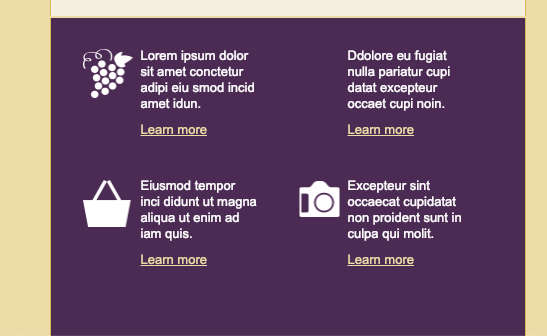 Lorem ipsum dolor
sit amet conctetur
adipi eiu smod incid
amet idun.
Learn more
Ddolore eu fugiat
nulla pariatur cupi
datat excepteur
occaet cupi noin.
Learn more
Eiusmod tempor
inci didunt ut magna
aliqua ut enim ad
iam quis.
Learn more
Excepteur sint
occaecat cupidatat
non proident sunt in
culpa qui molit.
Learn more